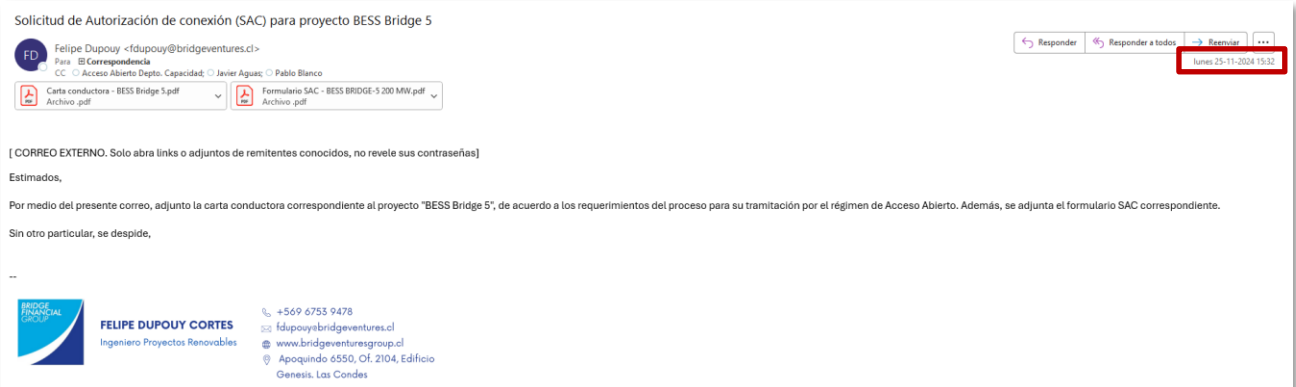 Solicitud de Autorización de conexión (SAC) para proyecto BESS Bridge 5
FD
Felipe Dupouy <fdupouy@bridgeventures.cl>
Para Correspondencia
CC Acceso Abierto Depto. Capacidad; Javier Aguas; Pablo Blanco
Responder
Responder a todos
Reenviar
lunes 25-11-2024 15:32
Carta conductora - BESS Bridge 5.pdf
Archivo .pdf
Formulario SAC - BESS BRIDGE-5 200 MW.pdf
Archivo .pdf
[ CORREO EXTERNO. Solo abra links o adjuntos de remitentes conocidos, no revele sus contraseñas]
Estimados,
Por medio del presente correo, adjunto la carta conductora correspondiente al proyecto "BESS Bridge 5", de acuerdo a los requerimientos del proceso para su tramitación por el régimen de Acceso Abierto. Además, se adjunta el formulario SAC correspondiente.
Sin otro particular, se despide,
--
BRIDGE
FINANCIAL
GROUP
FELIPE DUPOUY CORTES
Ingeniero Proyectos Renovables
+569 6753 9478
fdupouy@bridgeventures.cl
www.bridgeventuresgroup.cl
Apoquindo 6550, Of. 2104, Edificio
Genesis. Las Condes